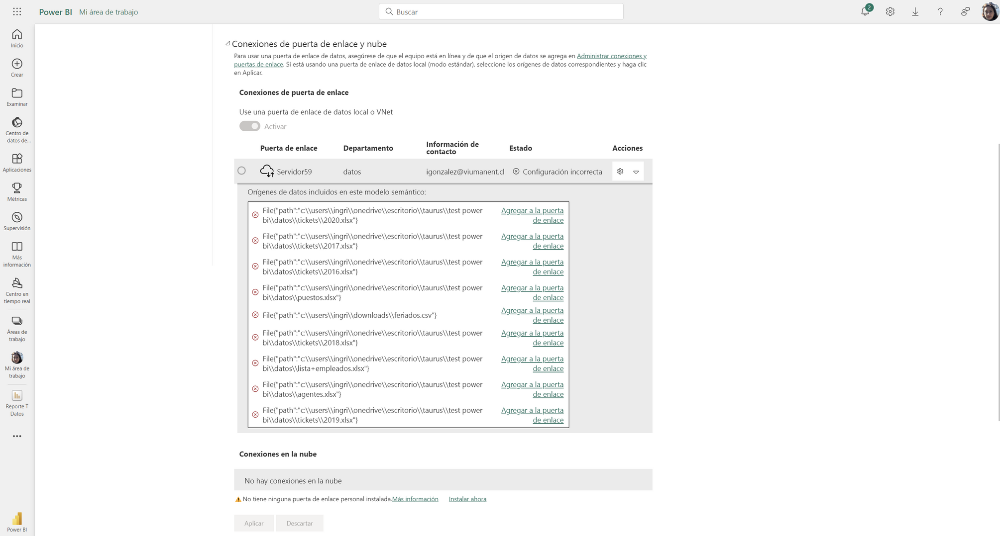 Power BI
Mi área de trabajo
Buscar
2
Inicio
Crear
Examinar
Centro de
datos de...
Aplicaciones
Métricas
Supervisión
Más
información
Centro en
tiempo real
Áreas de
trabajo
Mi área de
trabajo
Reporte T
Datos
Power BI
Conexiones de puerta de enlace y nube
Para usar una puerta de enlace de datos, asegúrese de que el equipo está en línea y de que el origen de datos se agrega en Administrar conexiones y
puertas de enlace. Si está usando una puerta de enlace de datos local (modo estándar), seleccione los orígenes de datos correspondientes y haga clic
en Aplicar.
Conexiones de puerta de enlace
Use una puerta de enlace de datos local o VNet
Activar
Puerta de enlace
Departamento
Información de
contacto
Estado
Acciones
Servidor59
datos
igonzalez@viumanent.cl
Configuración incorrecta
Orígenes de datos incluidos en este modelo semántico:
File{"path":"c:\\users\\ingri\\onedrive\\escritorio\\taurus\\test power
bi\\datos\\tickets\\2020.xlsx"}
Agregar a la puerta
de enlace
File{"path":"c:\\users\\ingri\\onedrive\\escritorio\\taurus\\test power
bi\\datos\\tickets\\2017.xlsx"}
Agregar a la puerta
de enlace
File{"path":"c:\\users\\ingri\\onedrive\\escritorio\\taurus\\test power
bi\\datos\\tickets\\2016.xlsx"}
Agregar a la puerta
de enlace
File{"path":"c:\\users\\ingri\\onedrive\\escritorio\\taurus\\test power
bi\\datos\\puestos.xlsx"}
Agregar a la puerta
de enlace
File{"path":"c:\\users\\ingri\\downloads\\feriados.csv"}
Agregar a la puerta
de enlace
File{"path":"c:\\users\\ingri\\onedrive\\escritorio\\taurus\\test power
bi\\datos\\tickets\\2018.xlsx"}
Agregar a la puerta
de enlace
File{"path":"c:\\users\\ingri\\onedrive\\escritorio\\taurus\\test power
bi\\datos\\lista+empleados.xlsx"}
Agregar a la puerta
de enlace
File{"path":"c:\\users\\ingri\\onedrive\\escritorio\\taurus\\test power
bi\\datos\\agentes.xlsx"}
Agregar a la puerta
de enlace
File{"path":"c:\\users\\ingri\\onedrive\\escritorio\\taurus\\test power
bi\\datos\\tickets\\2019.xlsx"}
Agregar a la puerta
de enlace
Conexiones en la nube
No hay conexiones en la nube
No tiene ninguna puerta de enlace personal instalada.Más información Instalar ahora
Aplicar
Descartar